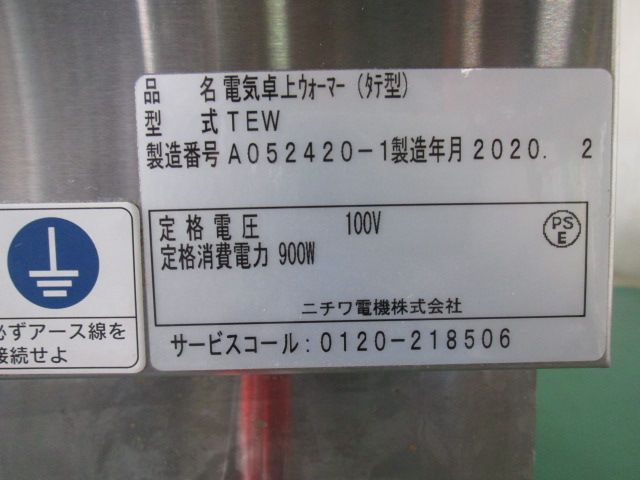 品 名 電気卓上ウォーマー (タテ型)
型 式 TEW
製造番号 A052420-1 製造年月 2020. 2
定格電圧 100V
定格消費電力 900W
PS
E
ニチワ電機株式会社
サービスコール:0120-218506
必ずアース線を
接続せよ